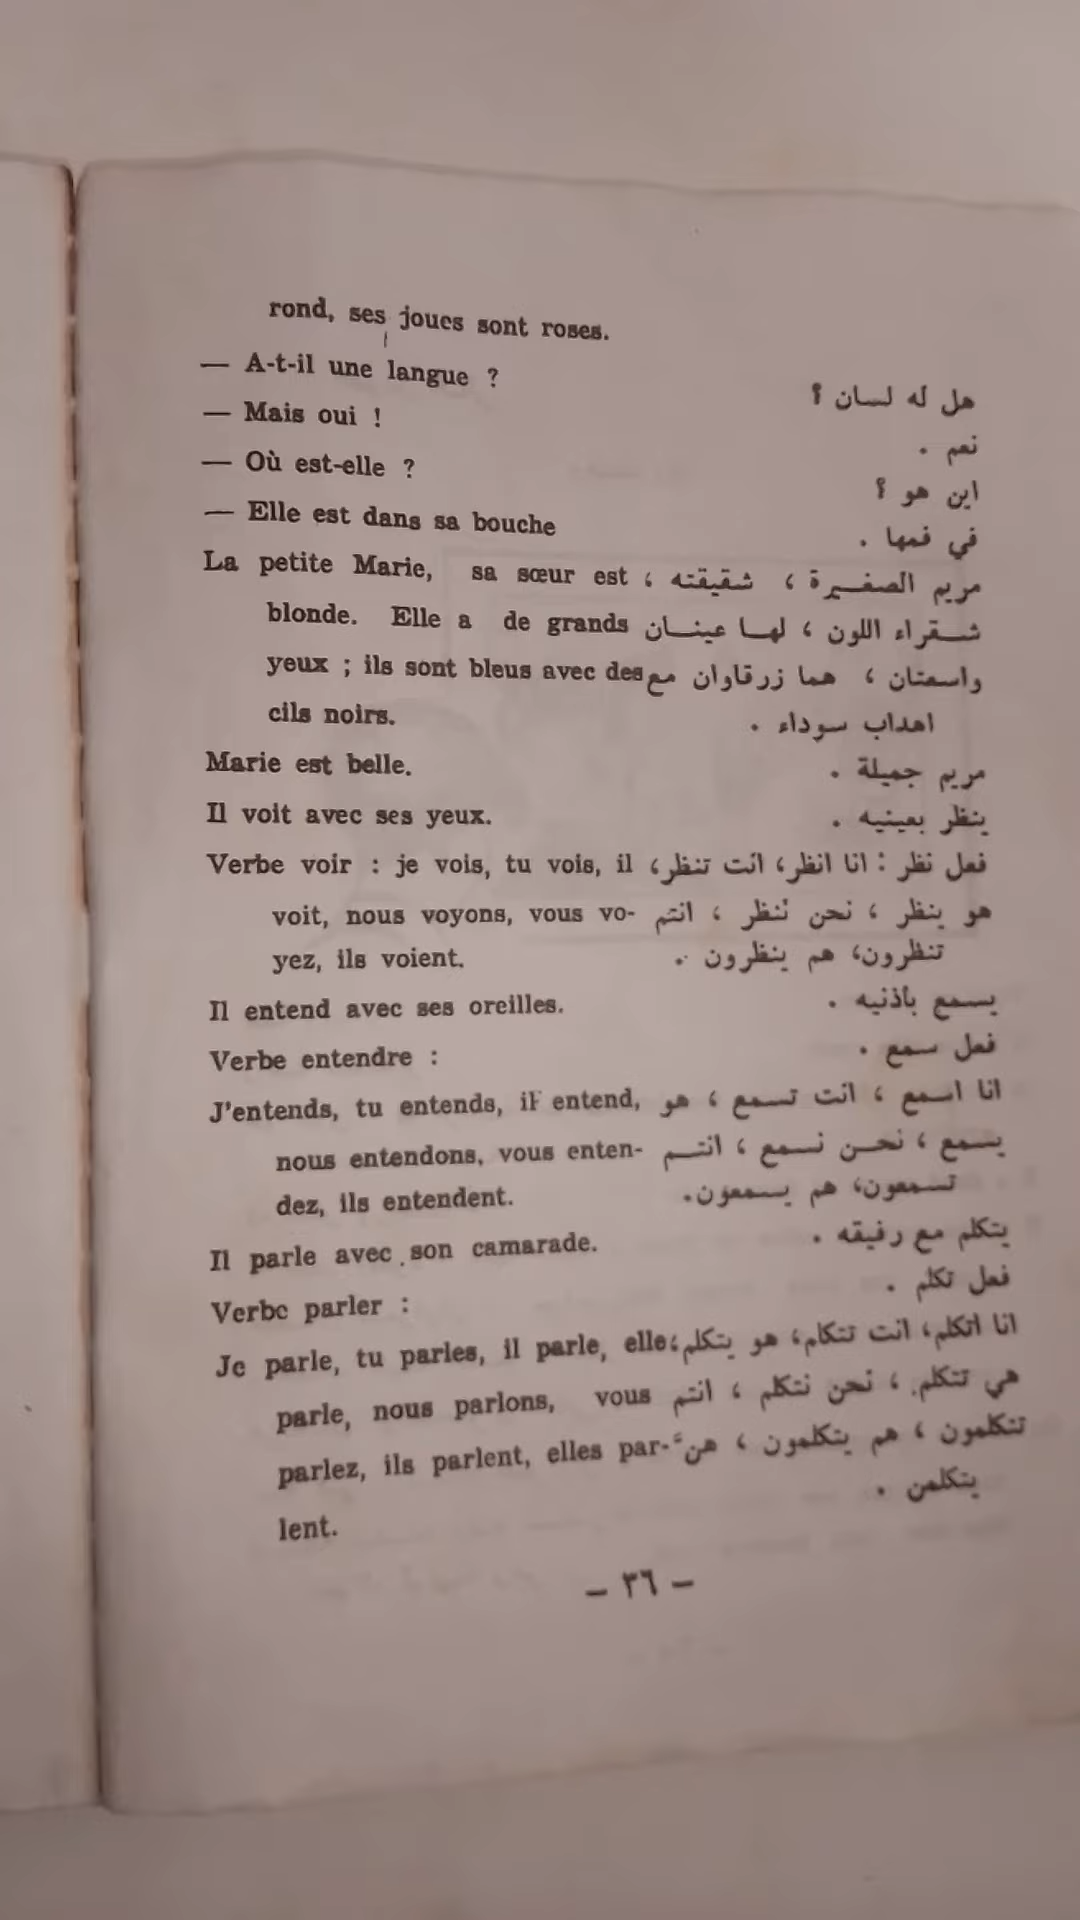 rond, ses joues sont roses.
— A-t-il une langue ? هل له لسان ؟
— Mais oui ! نعم .
— Où est-elle ? اين هو ؟
— Elle est dans sa bouche في فمها .
La petite Marie, sa sœur est مريم الصغيرة ، شقيقته ،
blonde. Elle a de grands شقراء اللون ، لها عينان
yeux ; ils sont bleus avec des واسعتان ، هما زرقاوان مع
cils noirs. اهداب سوداء .
Marie est belle. مريم جميلة .
Il voit avec ses yeux. ينظر بعينيه .
Verbe voir : je vois, tu vois, il فعل نظر : انا انظر، انت تنظر،
voit, nous voyons, vous vo- هو ينظر ، نحن ننظر ، انتم
yez, ils voient. تنظرون، هم ينظرون .
Il entend avec ses oreilles. يسمع بأذنيه .
Verbe entendre : فعل سمع .
J'entends, tu entends, il entend, انا اسمع ، انت تسمع ، هو
nous entendons, vous enten- يسمع ، نحن نسمع ، انتم
dez, ils entendent. تسمعون، هم يسمعون.
Il parle avec son camarade. يتكلم مع رفيقه .
Verbe parler : فعل تكلم .
Je parle, tu parles, il parle, elle انا اتكلم، انت تتكلم، هو يتكلم،
parle, nous parlons, vous هي تتكلم، نحن نتكلم ، انتم
parlez, ils parlent, elles par- تتكلمون ، هم يتكلمون ، هنّ
lent. يتكلمن .
– ٣٦ –